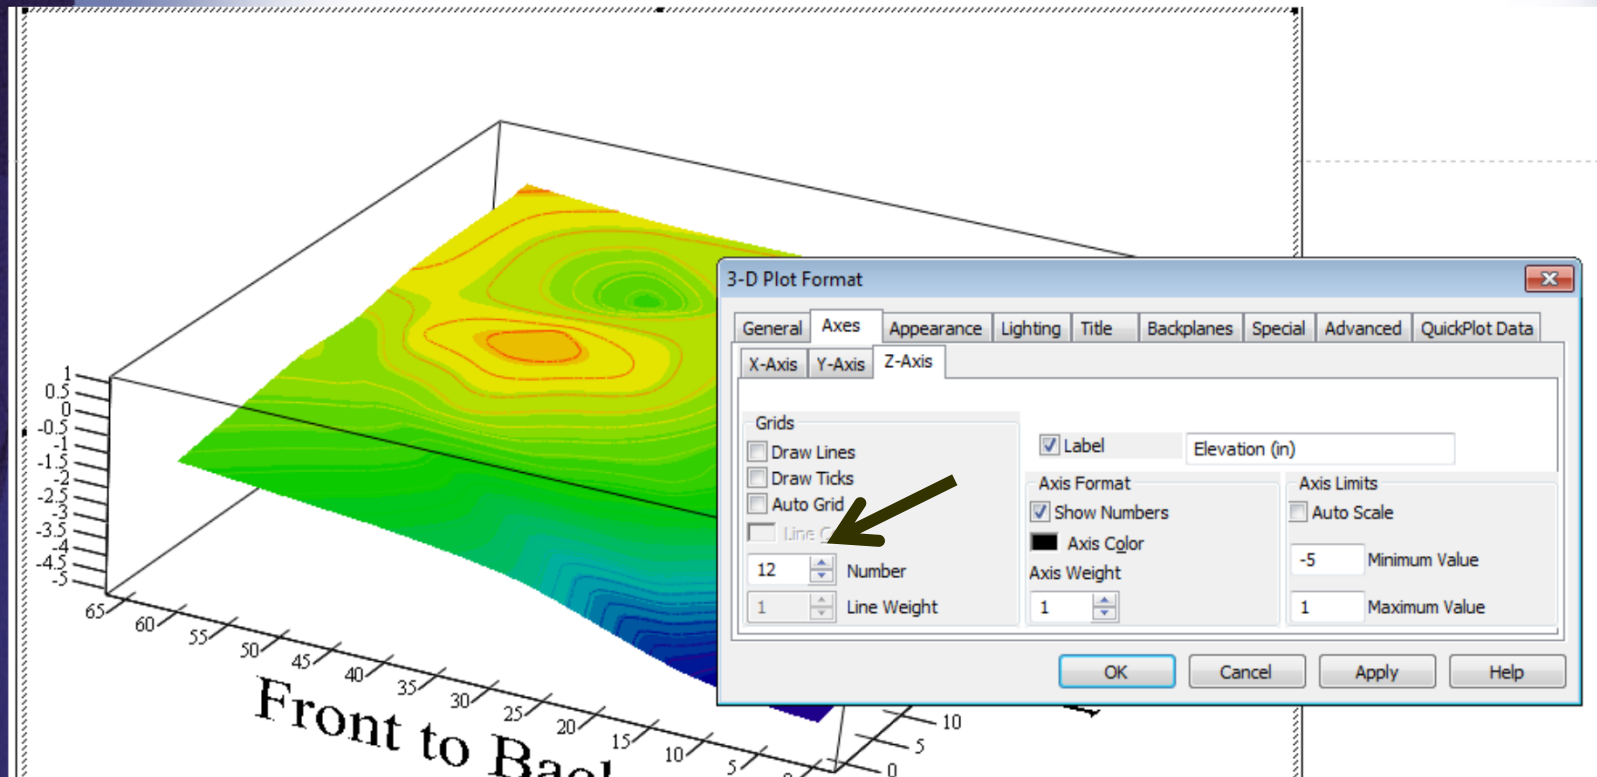 3-D Plot Format
General Axes Appearance Lighting Title Backplanes Special Advanced QuickPlot Data
X-Axis Y-Axis Z-Axis
Grids
Draw Lines
Draw Ticks
Auto Grid
Line
12 Number
1 Line Weight
Label Elevation (in)
Axis Format
Show Numbers
Axis Color
Axis Weight
1
Axis Limits
Auto Scale
-5 Minimum Value
1 Maximum Value
OK Cancel Apply Help
1
0.5
0
-0.5
-1
-1.5
-2
-2.5
-3
-3.5
-4
-4.5
-5
65
60
55
50
45
40
35
30
25
20
15
10
5
10
5
0
Front to